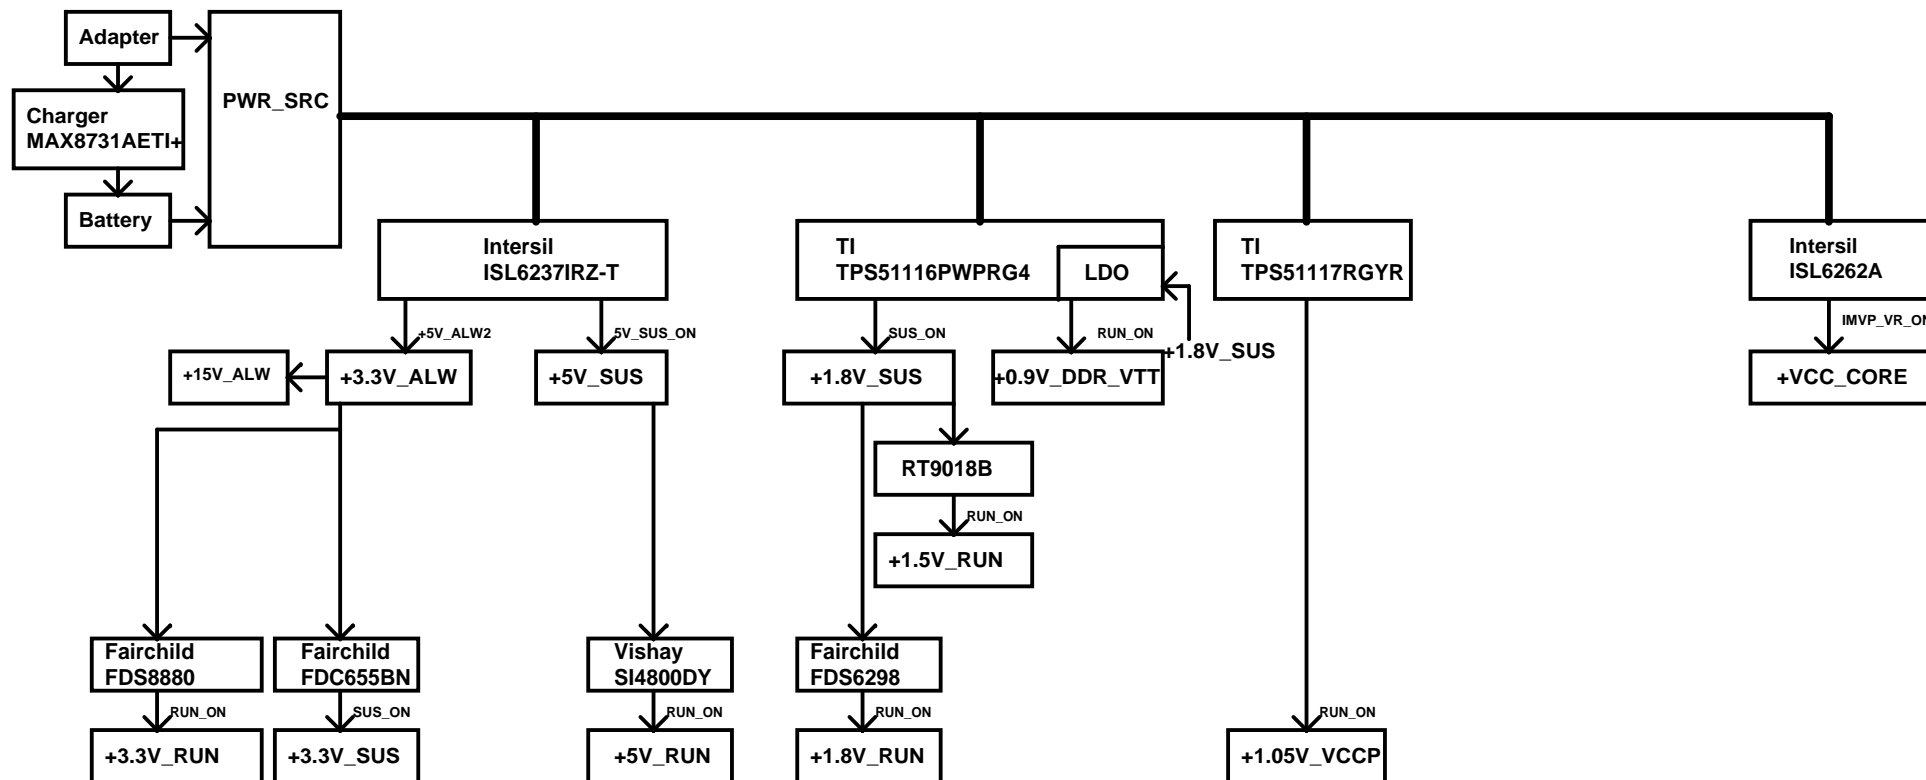 Adapter
PWR_SRC
Charger
MAX8731AETI+
Battery
Intersil
ISL6237IRZ-T
TI
TPS51116PWPRG4
LDO
TI
TPS51117RGYR
Intersil
ISL6262A
+5V_ALW2
5V_SUS_ON
SUS_ON
RUN_ON
+1.8V_SUS
IMVP_VR_ON
+15V_ALW
+3.3V_ALW
+5V_SUS
+1.8V_SUS
+0.9V_DDR_VTT
+VCC_CORE
RT9018B
RUN_ON
+1.5V_RUN
Fairchild
FDS8880
Fairchild
FDC655BN
Vishay
SI4800DY
Fairchild
FDS6298
RUN_ON
SUS_ON
RUN_ON
RUN_ON
RUN_ON
+3.3V_RUN
+3.3V_SUS
+5V_RUN
+1.8V_RUN
+1.05V_VCCP